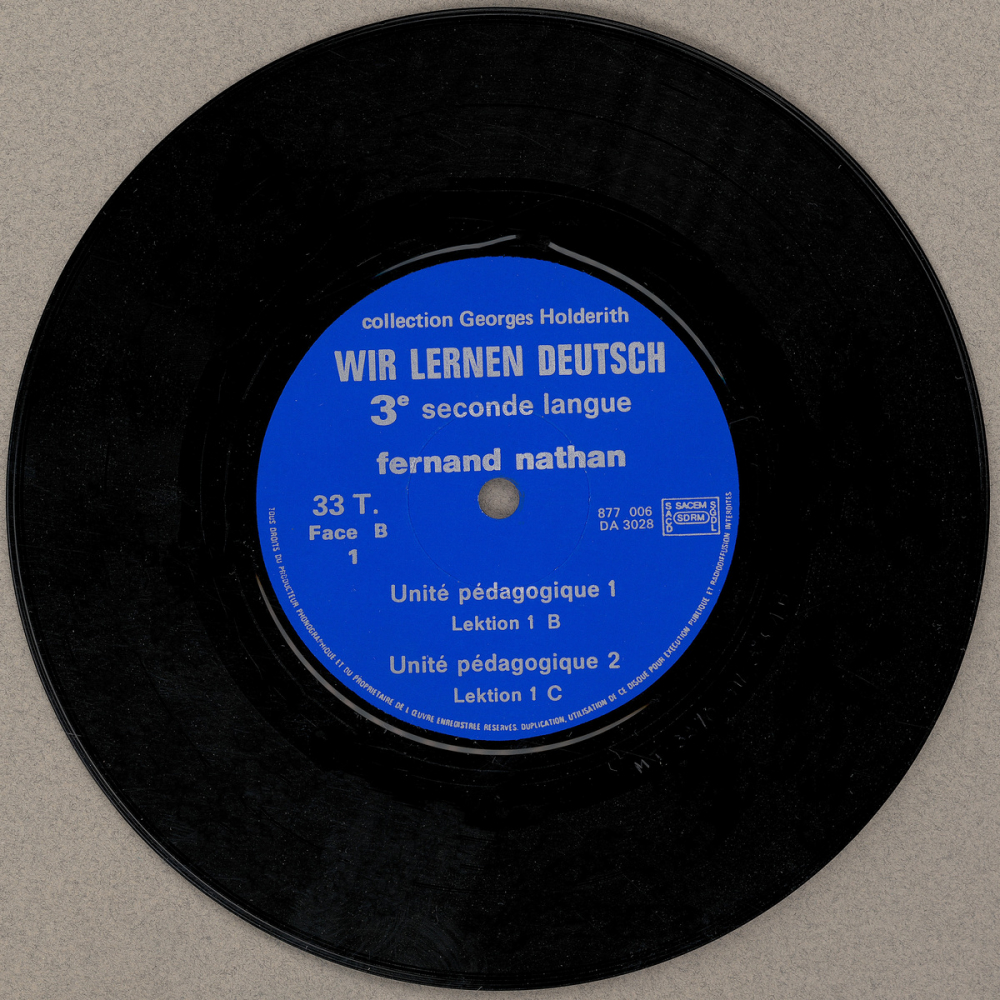 collection Georges Holderith
WIR LERNEN DEUTSCH
3e seconde langue
fernand nathan
33 T.
Face B
1
877 006
DA 3028
SACEM
SACD
SDRM
SGDL
Unité pédagogique 1
Lektion 1 B
Unité pédagogique 2
Lektion 1 C
TOUS DROITS DU PRODUCTEUR PHONOGRAPHIQUE ET DU PROPRIETAIRE DE L ŒUVRE ENREGISTREE RESERVES. DUPLICATION, UTILISATION DE CE DISQUE POUR EXECUTION PUBLIQUE ET RADIODIFFUSION INTERDITES